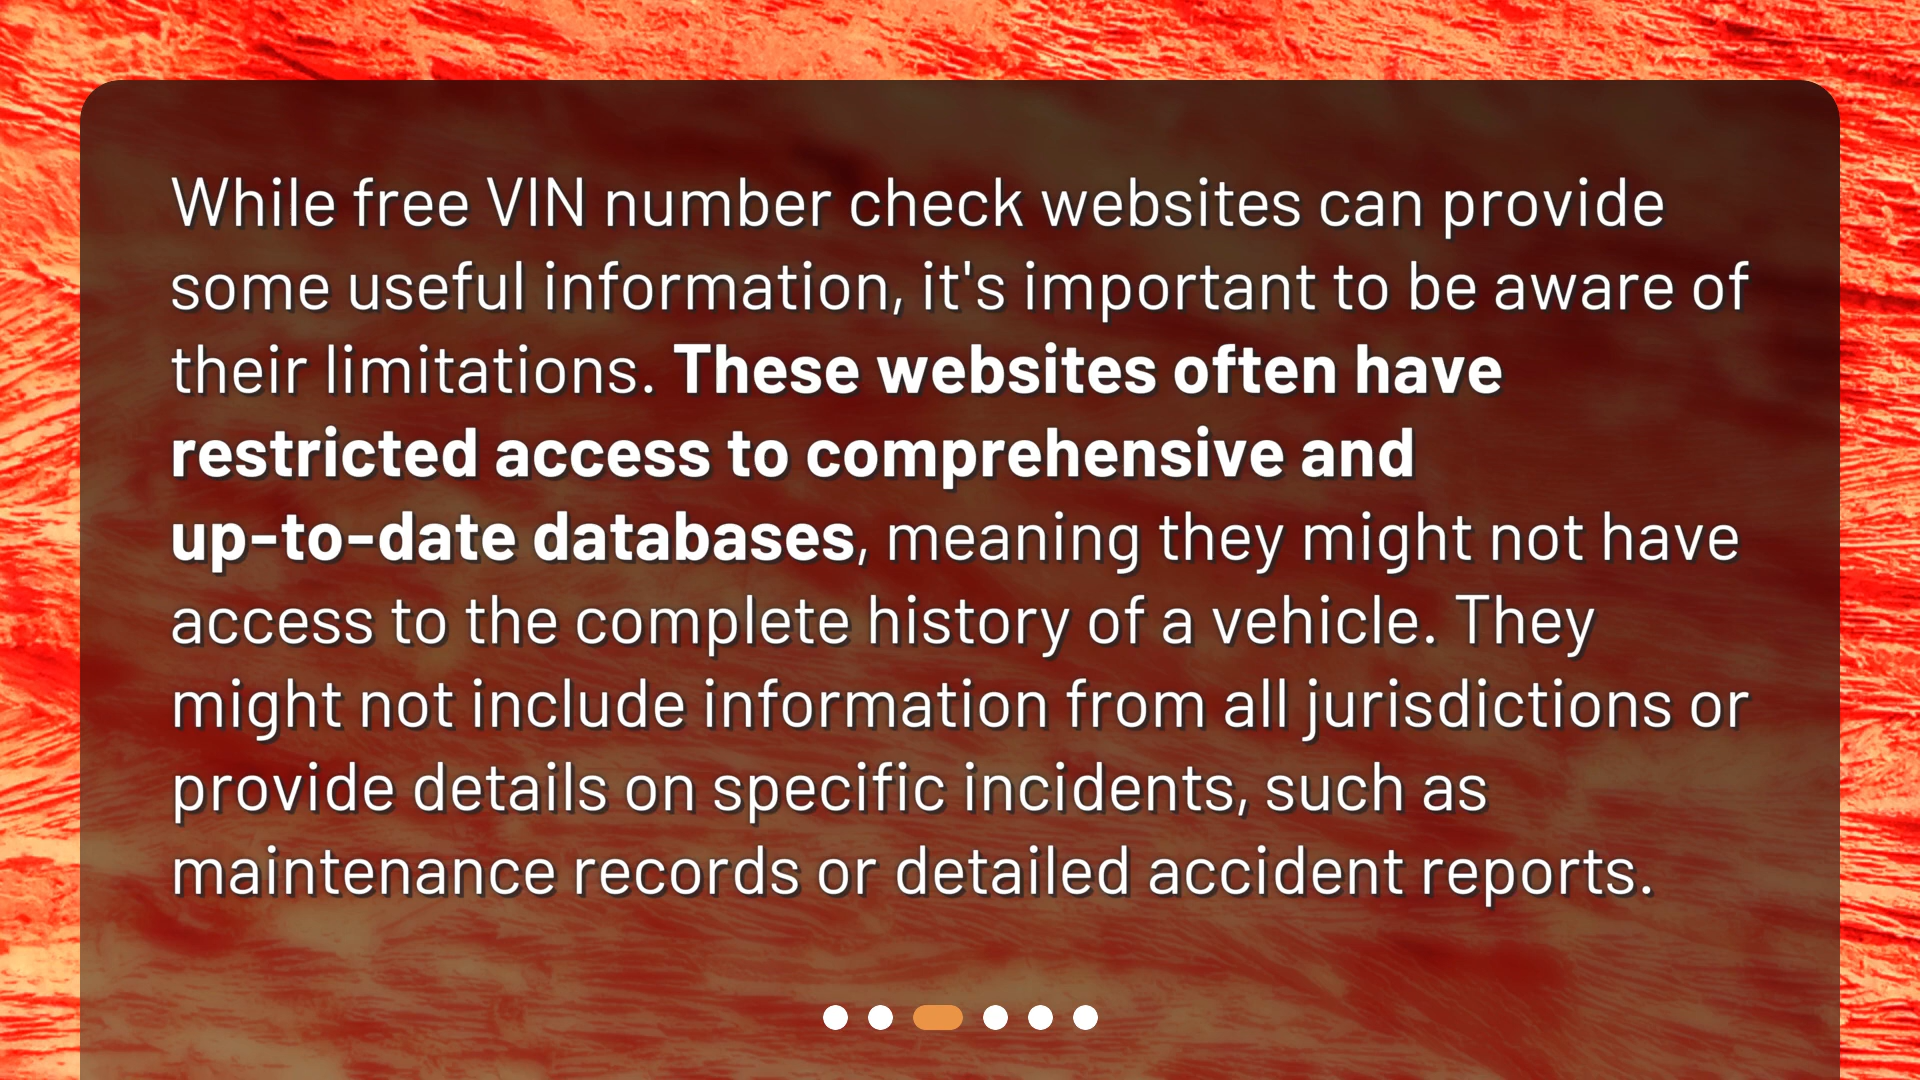 While free VIN number check websites can provide
some useful information, it's important to be aware of
their limitations. These websites often have
restricted access to comprehensive and
up-to-date databases, meaning they might not have
access to the complete history of a vehicle. They
might not include information from all jurisdictions or
provide details on specific incidents, such as
maintenance records or detailed accident reports.